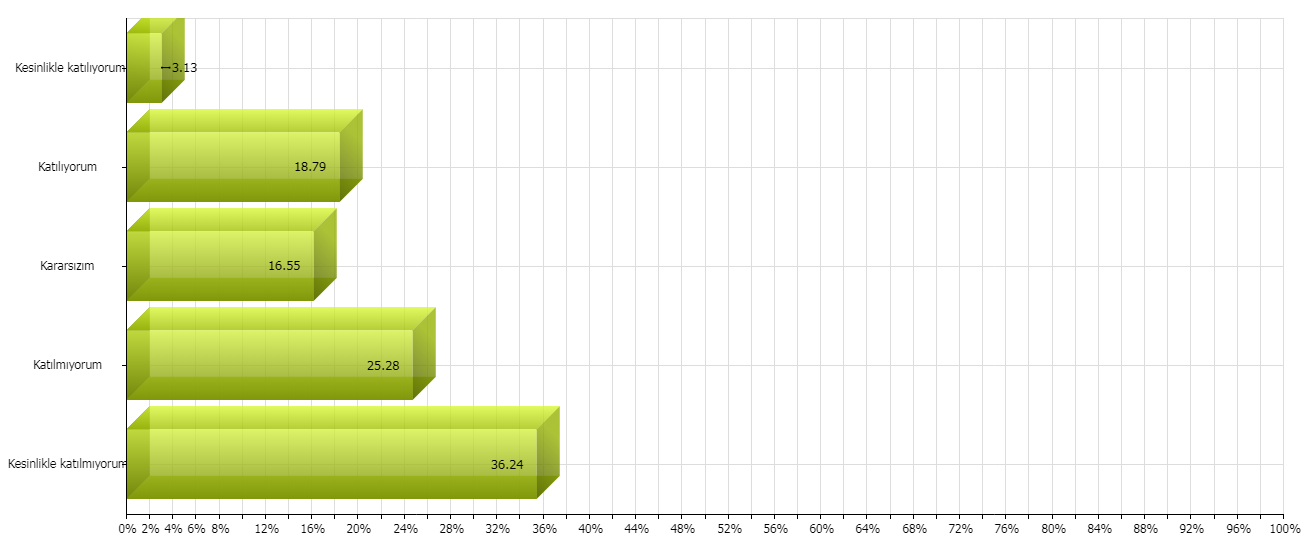 Kesinlikle katılıyorum
3.13
Katılıyorum
18.79
Kararsızım
16.55
Katılmıyorum
25.28
Kesinlikle katılmıyorum
36.24
0% 2% 4% 6% 8% 12% 16% 20% 24% 28% 32% 36% 40% 44% 48% 52% 56% 60% 64% 68% 72% 76% 80% 84% 88% 92% 96% 100%